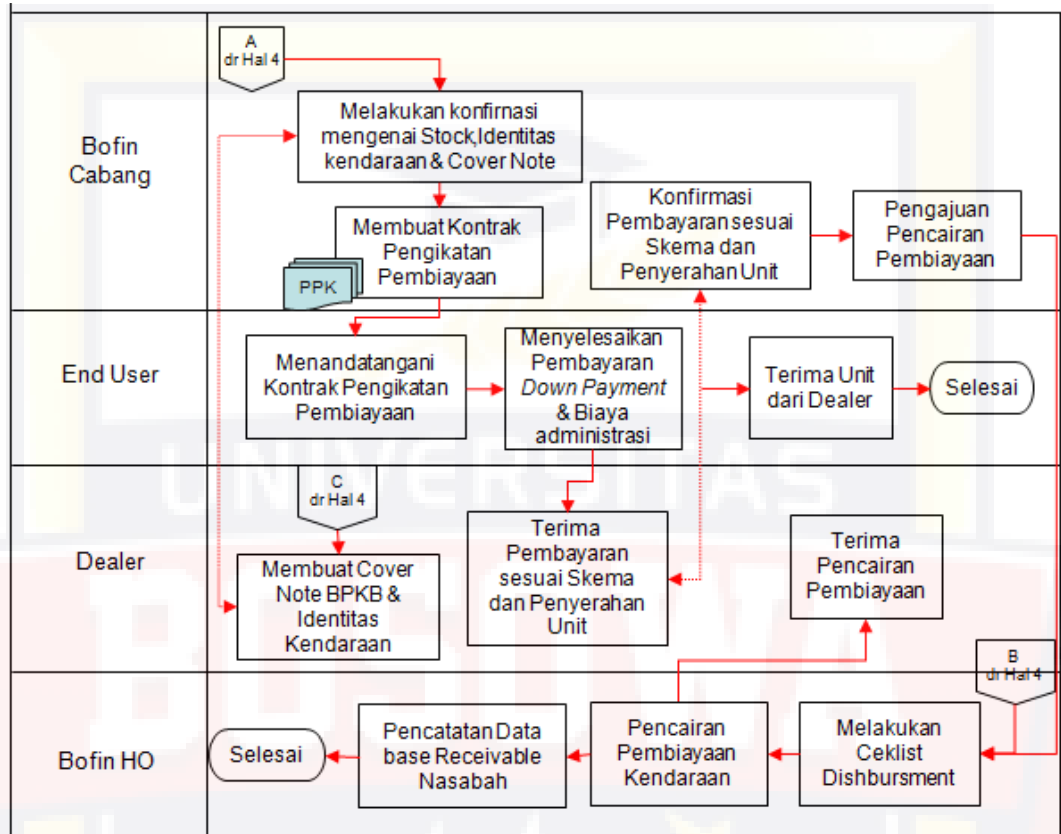 Bofin
Cabang
A
dr Hal 4
Melakukan konfirnasi
mengenai Stock,Identitas
kendaraan & Cover Note
Membuat Kontrak
Pengikatan
Pembiayaan
PPK
Konfirmasi
Pembayaran sesuai
Skema dan
Penyerahan Unit
Pengajuan
Pencairan
Pembiayaan
End User
Menandatangani
Kontrak Pengikatan
Pembiayaan
Menyelesaikan
Pembayaran
Down Payment
& Biaya
administrasi
Terima Unit
dari Dealer
Selesai
UNIVERSITAS
Dealer
C
dr Hal 4
Membuat Cover
Note BPKB &
Identitas
Kendaraan
Terima
Pembayaran
sesuai Skema
dan Penyerahan
Unit
Terima
Pencairan
Pembiayaan
BOSOWA
Bofin HO
B
dr Hal 4
Selesai
Pencatatan Data
base Receivable
Nasabah
Pencairan
Pembiayaan
Kendaraan
Melakukan
Ceklist
Dishbursment